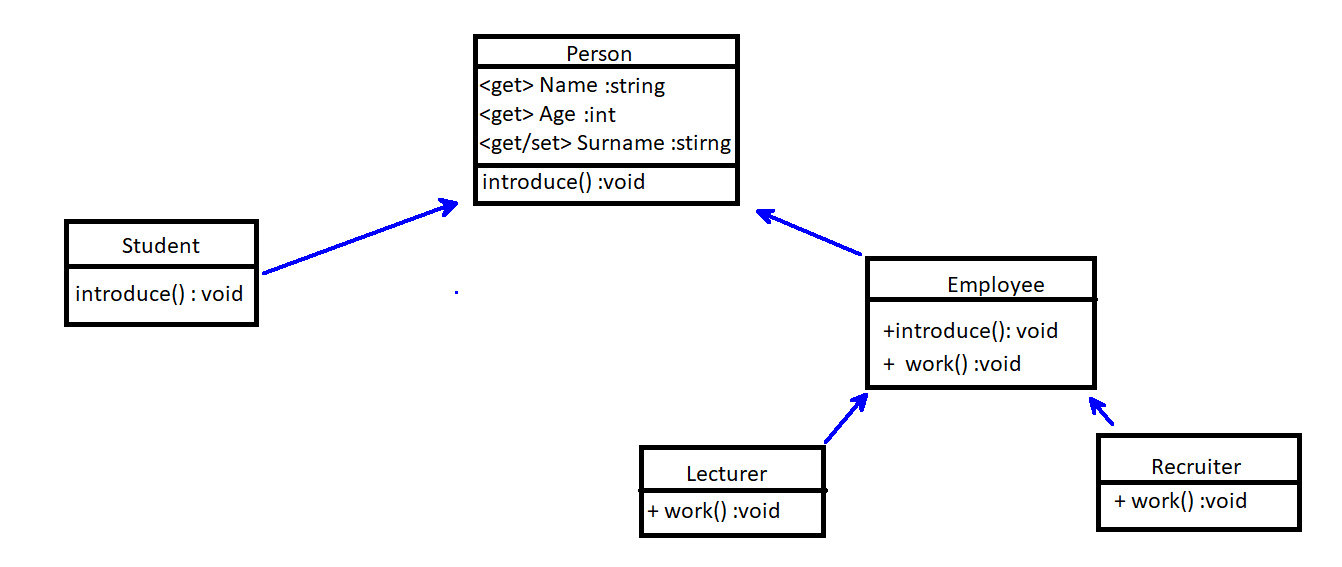 Person
<get> Name :string
<get> Age :int
<get/set> Surname :stirng
introduce() :void
Student
introduce() : void
Employee
+introduce(): void
+ work() :void
Lecturer
+ work() :void
Recruiter
+ work() :void